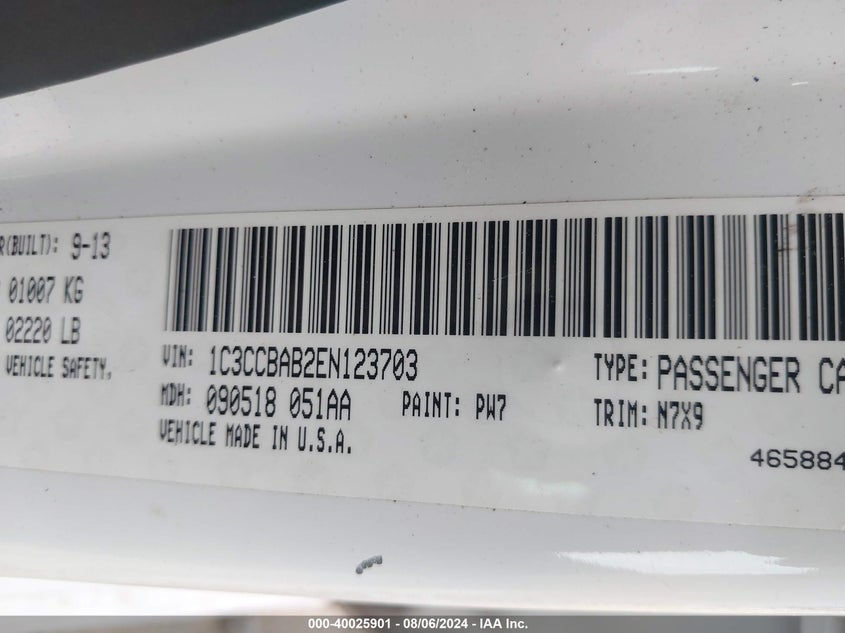 R(BUILT): 9-13
01007 KG
02220 LB
VEHICLE SAFETY,
VIN: 1C3CCBAB2EN123703
MDH: 090518 051AA
PAINT: PW7
VEHICLE MADE IN U.S.A.
TYPE: PASSENGER CA
TRIM: N7X9
465884
000-40025901 - 08/06/2024 - IAA Inc.